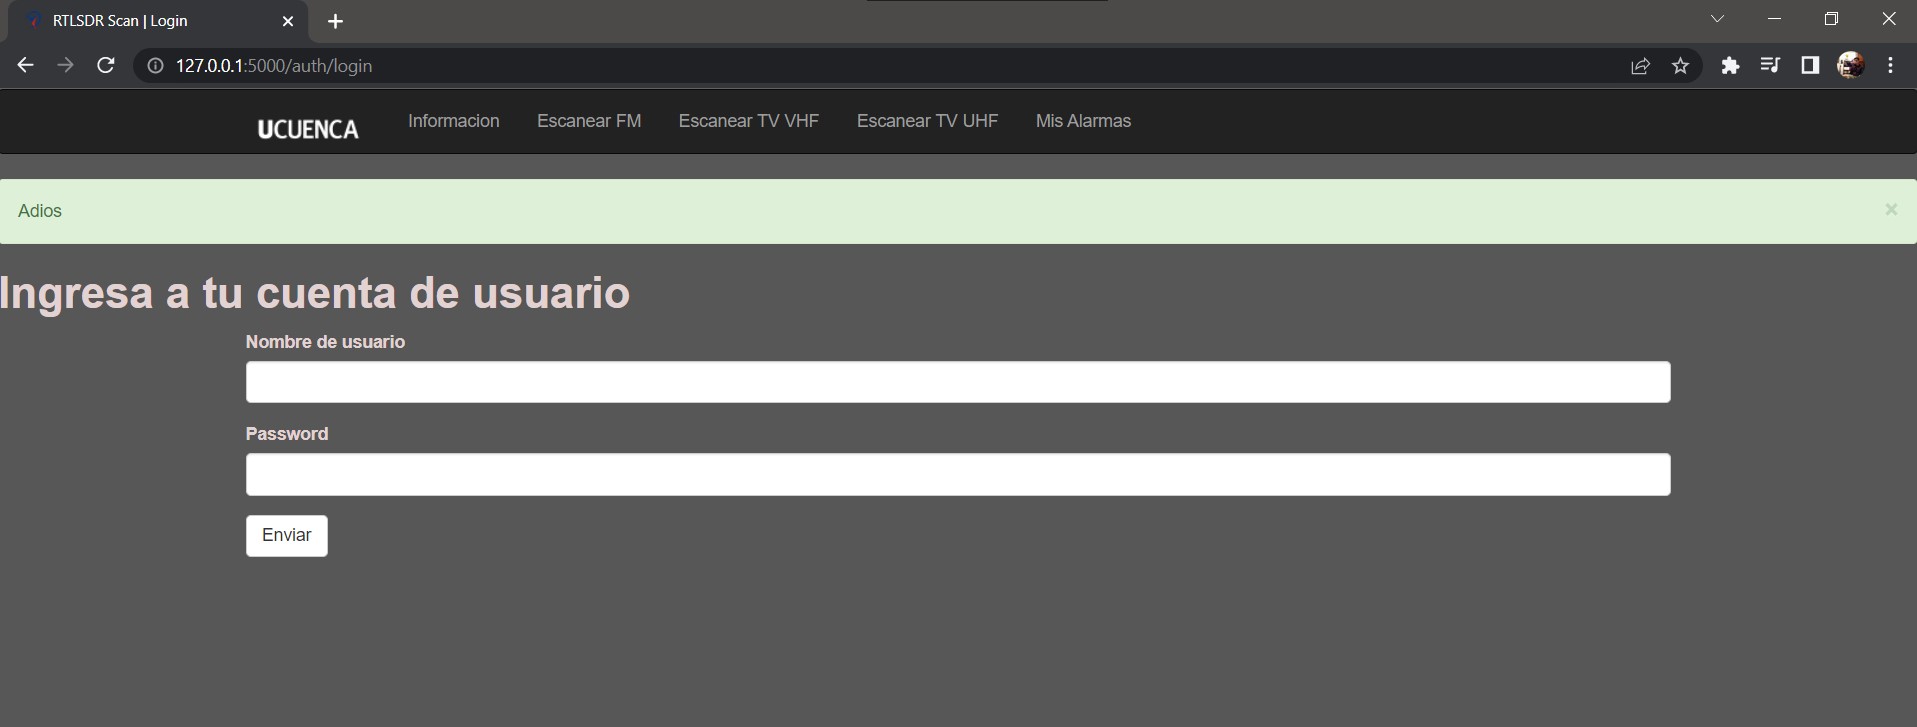 RTLSDR Scan | Login
127.0.0.1:5000/auth/login
UCUENCA Informacion Escanear FM Escanear TV VHF Escanear TV UHF Mis Alarmas
Adios ×
Ingresa a tu cuenta de usuario
Nombre de usuario
Password
Enviar